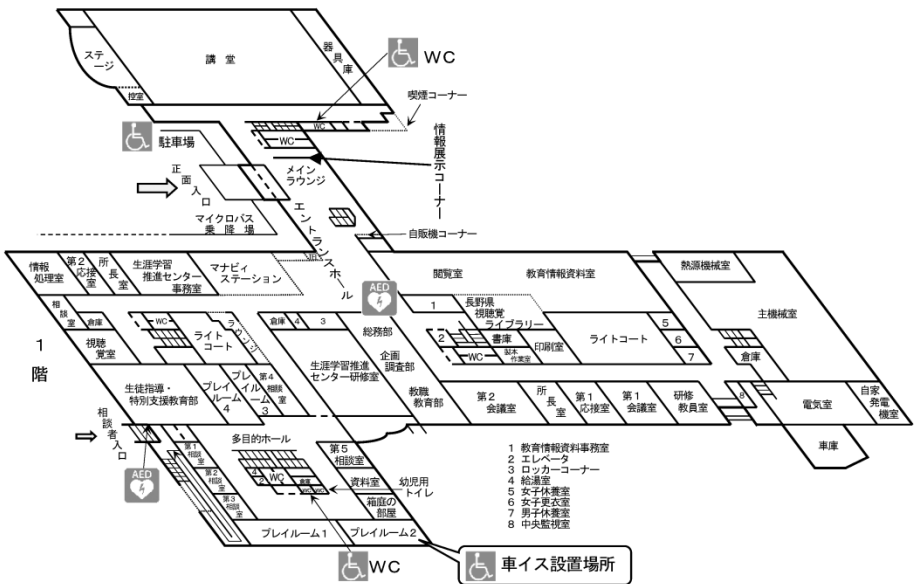 ステージ
講堂
器具庫
控室
WC
喫煙コーナー
駐車場
WC
WC
情報展示コーナー
メインラウンジ
正面入口
マイクロバス
乗降場
エントランスホール
自販機コーナー
情報
処理室
第2応接室
所長室
生涯学習
推進センター
事務室
マナビィ
ステーション
AED
閲覧室
教育情報資料室
熱源機械室
主機械室
相談室
倉庫
WC
ライト
コート
ラウンジ
倉庫
4
3
総務部
1
長野県
視聴覚
ライブラリー
2
書庫
WC
製本
作業室
印刷室
ライトコート
5
6
7
倉庫
1階
視聴
覚室
生涯学習推進
センター研修室
企画
調査部
生徒指導・
特別支援教育部
プレイルーム4
プレイルーム3
第4相談室
教職
教育部
第2
会議室
所長室
第1
応接室
第1
会議室
研修
教員室
8
電気室
自家発電機室
車庫
相談者入口
AED
第1相談室
第2相談室
第3相談室
多目的ホール
4
2
WC
倉庫
WC
WC
第5
相談室
資料室
箱庭の
部屋
幼児用
トイレ
プレイルーム1
プレイルーム2
WC
車イス設置場所
1 教育情報資料事務室
2 エレベータ
3 ロッカーコーナー
4 給湯室
5 女子休養室
6 女子更衣室
7 男子休養室
8 中央監視室